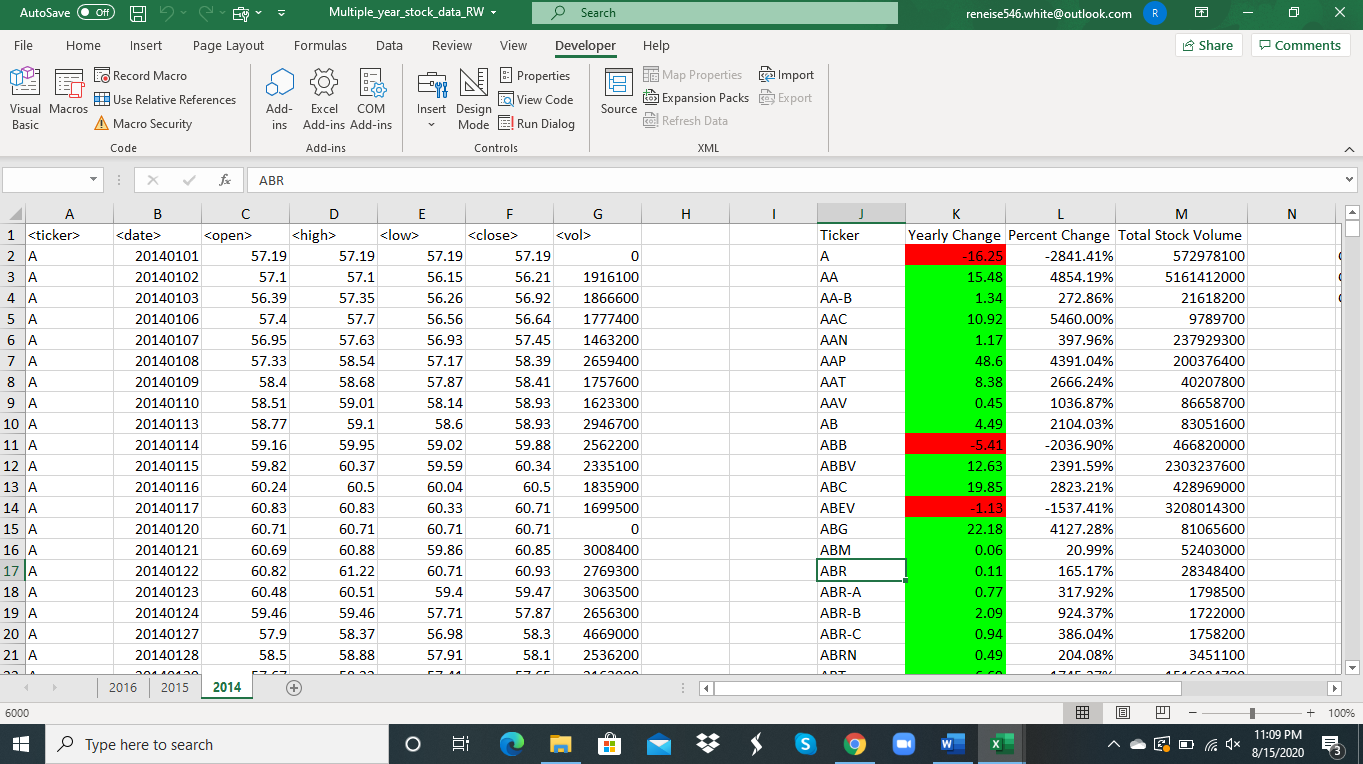 AutoSave Off Multiple_year_stock_data_RW Search reneise546.white@outlook.com R
File Home Insert Page Layout Formulas Data Review View Developer Help Share Comments
Visual Basic Macros Record Macro Use Relative References Macro Security
Add-ins Excel Add-ins COM Add-ins
Insert Design Mode Properties View Code Run Dialog
Source Map Properties Expansion Packs Refresh Data Import Export
Code Add-ins Controls XML
fx ABR
A B C D E F G H I J K L M N
1 <ticker> <date> <open> <high> <low> <close> <vol> Ticker Yearly Change Percent Change Total Stock Volume
2 A 20140101 57.19 57.19 57.19 57.19 0 A -16.25 -2841.41% 572978100
3 A 20140102 57.1 57.1 56.15 56.21 1916100 AA 15.48 4854.19% 5161412000
4 A 20140103 56.39 57.35 56.26 56.92 1866600 AA-B 1.34 272.86% 21618200
5 A 20140106 57.4 57.7 56.56 56.64 1777400 AAC 10.92 5460.00% 9789700
6 A 20140107 56.95 57.63 56.93 57.45 1463200 AAN 1.17 397.96% 237929300
7 A 20140108 57.33 58.54 57.17 58.39 2659400 AAP 48.6 4391.04% 200376400
8 A 20140109 58.4 58.68 57.87 58.41 1757600 AAT 8.38 2666.24% 40207800
9 A 20140110 58.51 59.01 58.14 58.93 1623300 AAV 0.45 1036.87% 86658700
10 A 20140113 58.77 59.1 58.6 58.93 2946700 AB 4.49 2104.03% 83051600
11 A 20140114 59.16 59.95 59.02 59.88 2562200 ABB -5.41 -2036.90% 466820000
12 A 20140115 59.82 60.37 59.59 60.34 2335100 ABBV 12.63 2391.59% 2303237600
13 A 20140116 60.24 60.5 60.04 60.5 1835900 ABC 19.85 2823.21% 428969000
14 A 20140117 60.83 60.83 60.33 60.71 1699500 ABEV -1.13 -1537.41% 3208014300
15 A 20140120 60.71 60.71 60.71 60.71 0 ABG 22.18 4127.28% 81065600
16 A 20140121 60.69 60.88 59.86 60.85 3008400 ABM 0.06 20.99% 52403000
17 A 20140122 60.82 61.22 60.71 60.93 2769300 ABR 0.11 165.17% 28348400
18 A 20140123 60.48 60.51 59.4 59.47 3063500 ABR-A 0.77 317.92% 1798500
19 A 20140124 59.46 59.46 57.71 57.87 2656300 ABR-B 2.09 924.37% 1722000
20 A 20140127 57.9 58.37 56.98 58.3 4669000 ABR-C 0.94 386.04% 1758200
21 A 20140128 58.5 58.88 57.91 58.1 2536200 ABRN 0.49 204.08% 3451100
2016 2015 2014
6000 100%
Type here to search 11:09 PM
8/15/2020 3